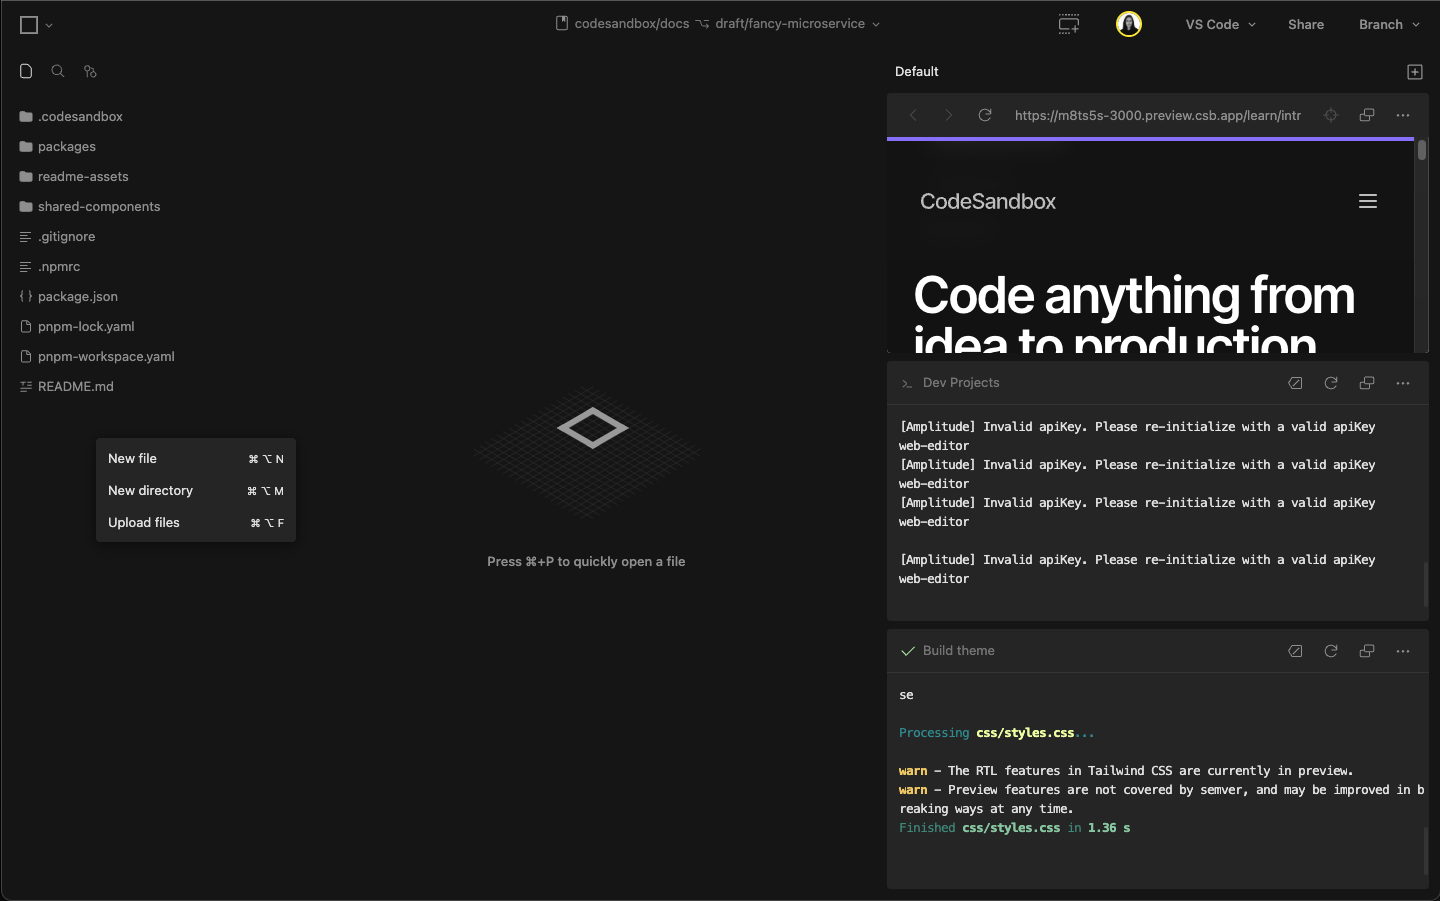 codesandbox/docs draft/fancy-microservice
VS Code
Share
Branch
.codesandbox
packages
readme-assets
shared-components
.gitignore
.npmrc
package.json
pnpm-lock.yaml
pnpm-workspace.yaml
README.md
New file ⌘ ⌥ N
New directory ⌘ ⌥ M
Upload files ⌘ ⌥ F
Press ⌘+P to quickly open a file
Default
https://m8ts5s-3000.preview.csb.app/learn/intr
CodeSandbox
Code anything from
idea to production
Dev Projects
[Amplitude] Invalid apiKey. Please re-initialize with a valid apiKey
web-editor
[Amplitude] Invalid apiKey. Please re-initialize with a valid apiKey
web-editor
[Amplitude] Invalid apiKey. Please re-initialize with a valid apiKey
web-editor
[Amplitude] Invalid apiKey. Please re-initialize with a valid apiKey
web-editor
Build theme
se
Processing css/styles.css...
warn - The RTL features in Tailwind CSS are currently in preview.
warn - Preview features are not covered by semver, and may be improved in b
reaking ways at any time.
Finished css/styles.css in 1.36 s